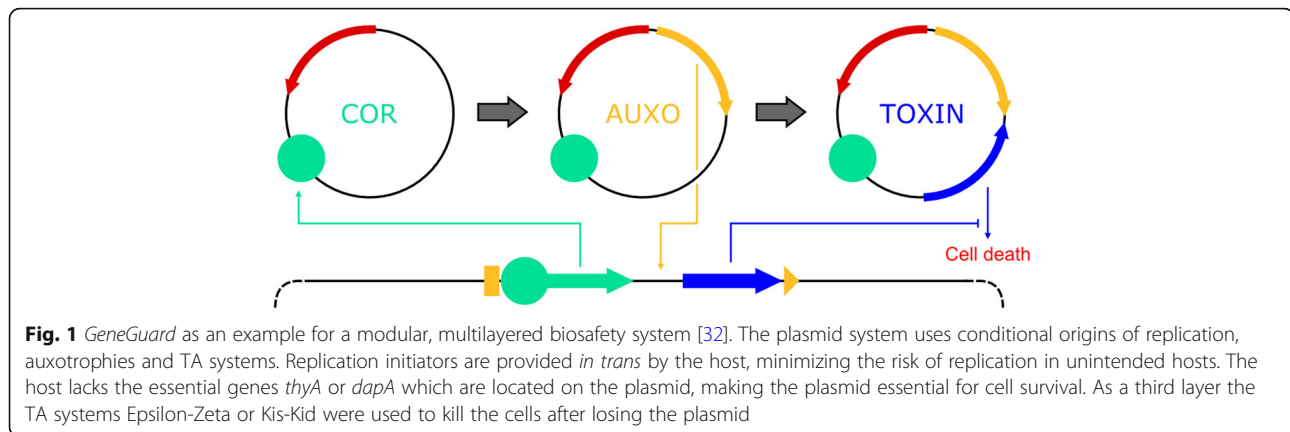 COR
AUXO
TOXIN
Cell death
Fig. 1 GeneGuard as an example for a modular, multilayered biosafety system [32]. The plasmid system uses conditional origins of replication,
auxotrophies and TA systems. Replication initiators are provided in trans by the host, minimizing the risk of replication in unintended hosts. The
host lacks the essential genes thyA or dapA which are located on the plasmid, making the plasmid essential for cell survival. As a third layer the
TA systems Epsilon-Zeta or Kis-Kid were used to kill the cells after losing the plasmid